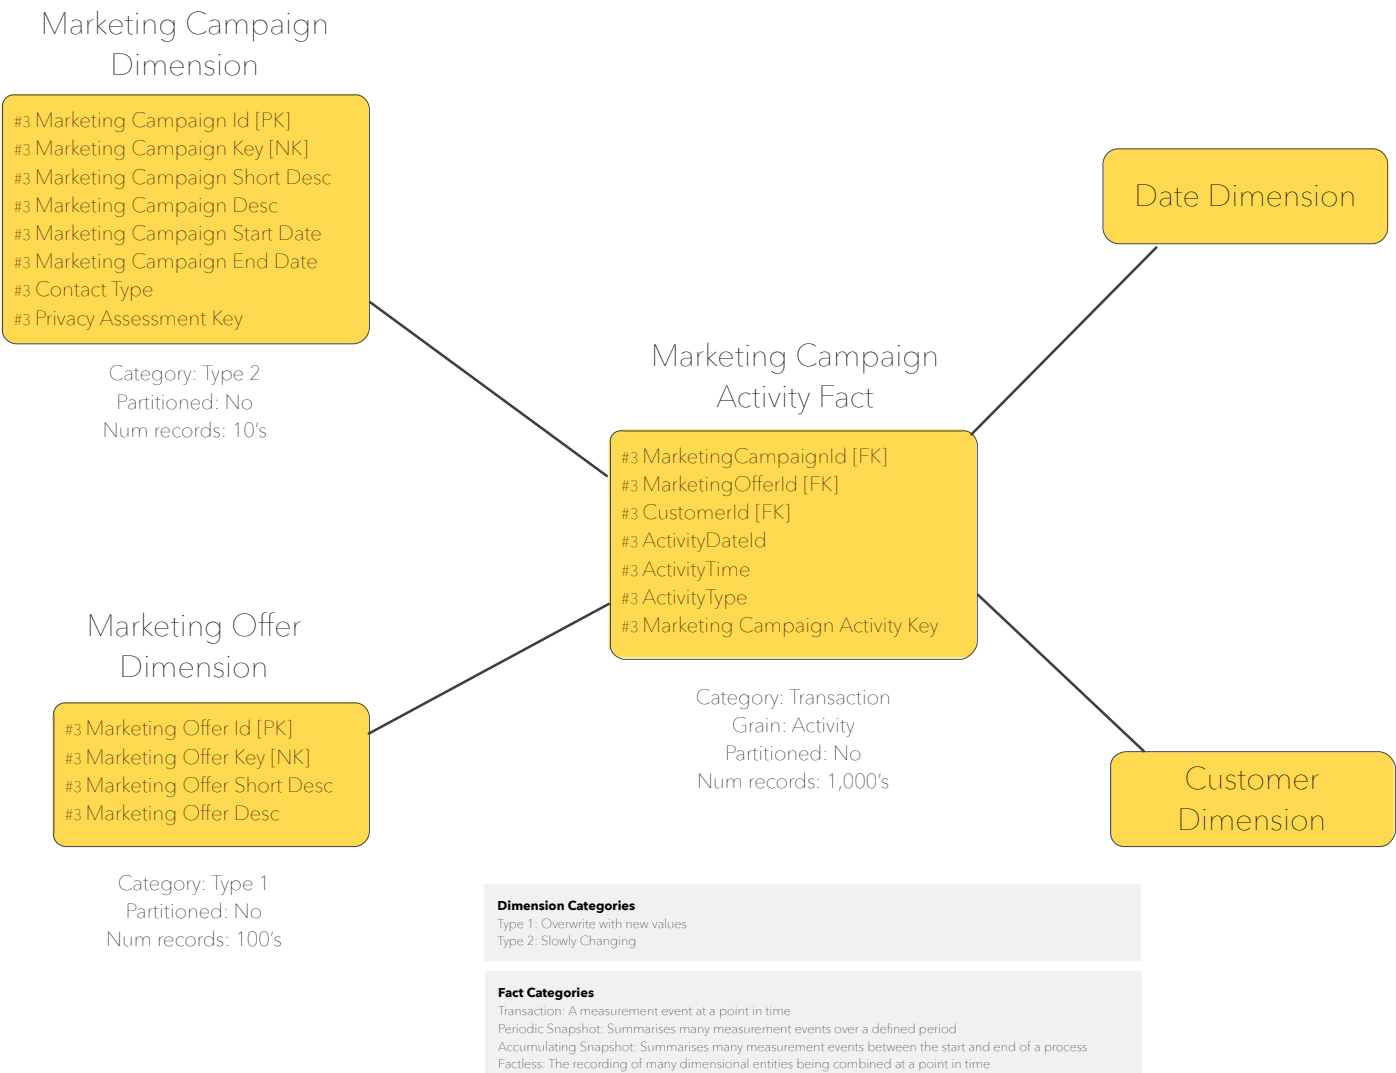 Marketing Campaign
Dimension
#3 Marketing Campaign Id [PK]
#3 Marketing Campaign Key [NK]
#3 Marketing Campaign Short Desc
#3 Marketing Campaign Desc
#3 Marketing Campaign Start Date
#3 Marketing Campaign End Date
#3 Contact Type
#3 Privacy Assessment Key
Category: Type 2
Partitioned: No
Num records: 10's
Date Dimension
Marketing Campaign
Activity Fact
#3 MarketingCampaignId [FK]
#3 MarketingOfferId [FK]
#3 CustomerId [FK]
#3 ActivityDateId
#3 ActivityTime
#3 ActivityType
#3 Marketing Campaign Activity Key
Category: Transaction
Grain: Activity
Partitioned: No
Num records: 1,000's
Marketing Offer
Dimension
#3 Marketing Offer Id [PK]
#3 Marketing Offer Key [NK]
#3 Marketing Offer Short Desc
#3 Marketing Offer Desc
Category: Type 1
Partitioned: No
Num records: 100's
Customer
Dimension
Dimension Categories
Type 1: Overwrite with new values
Type 2: Slowly Changing
Fact Categories
Transaction: A measurement event at a point in time
Periodic Snapshot: Summarises many measurement events over a defined period
Accumulating Snapshot: Summarises many measurement events between the start and end of a process
Factless: The recording of many dimensional entities being combined at a point in time